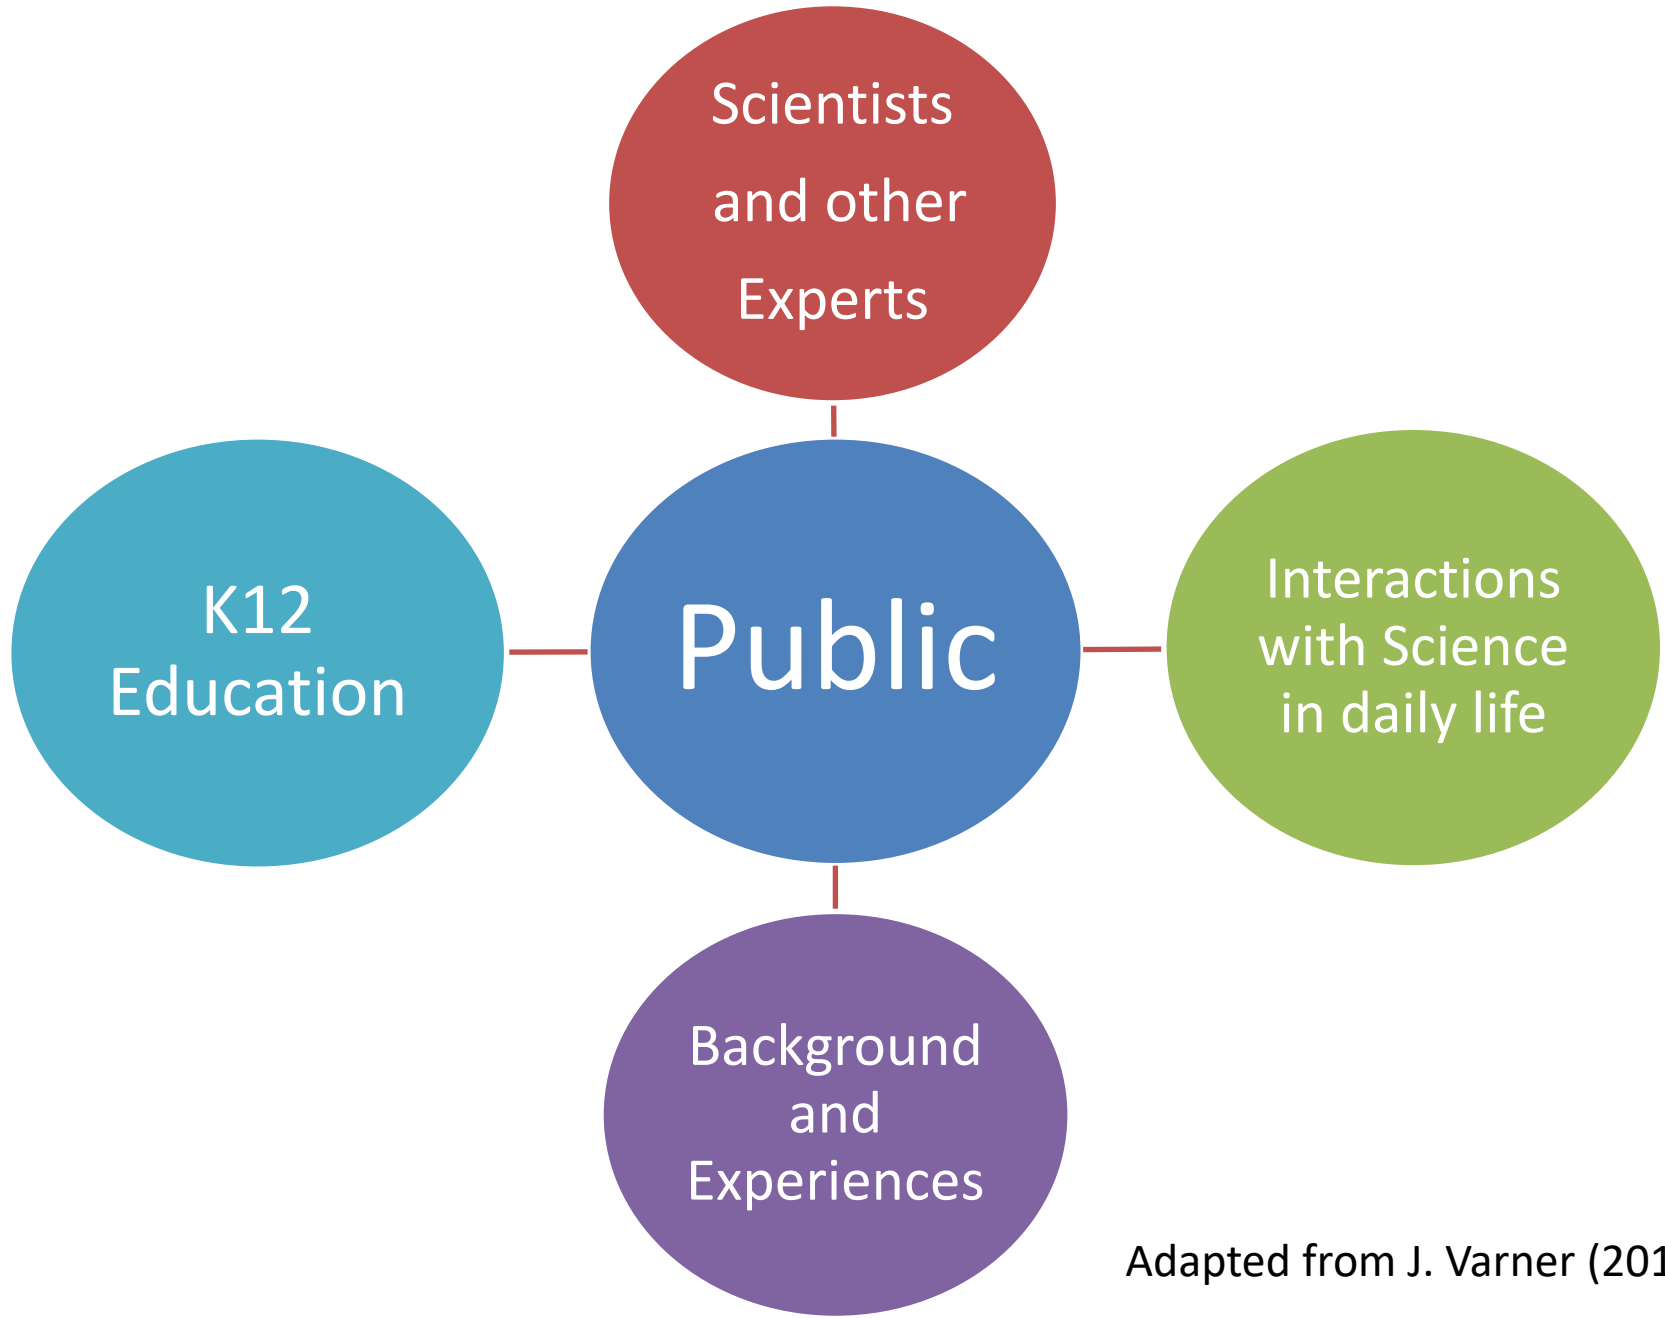 Scientists
and other
Experts
K12
Education
Public
Interactions
with Science
in daily life
Background
and
Experiences
Adapted from J. Varner (201